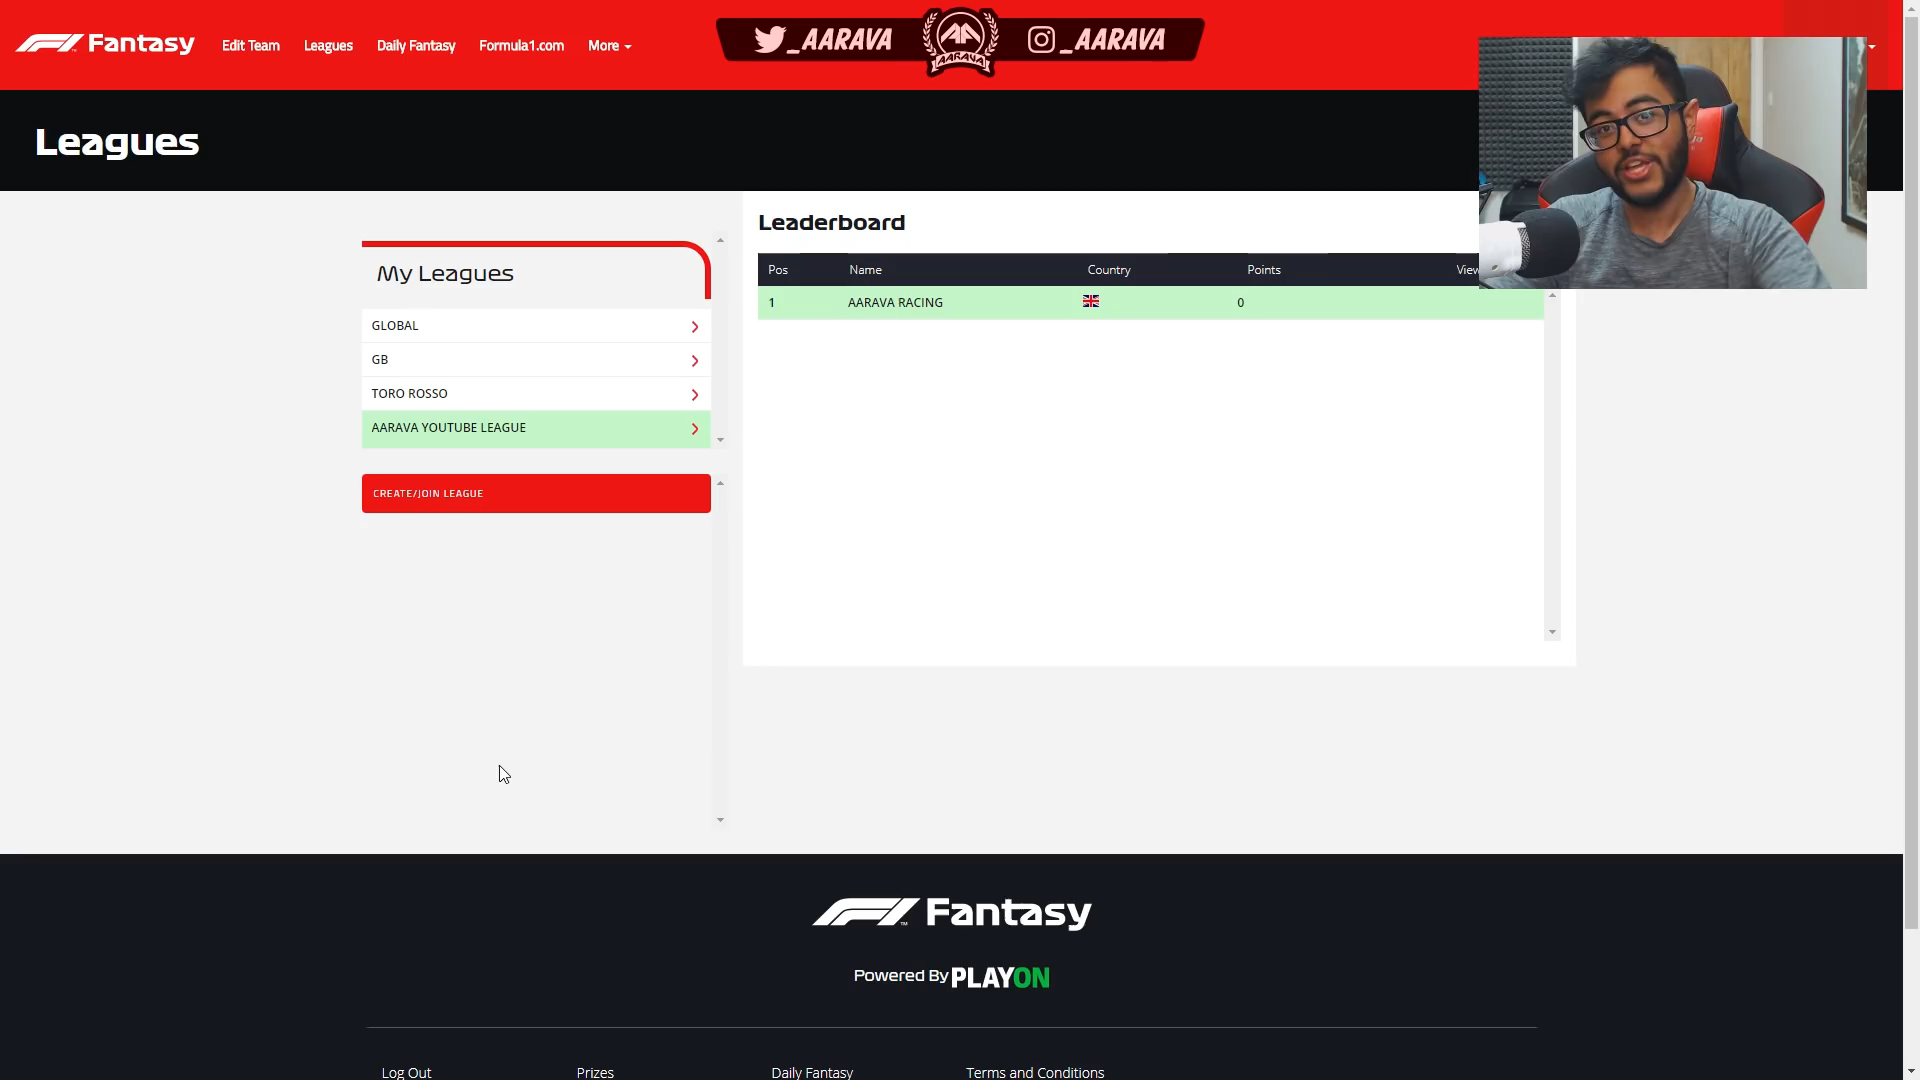 F1 Fantasy
Edit Team
Leagues
Daily Fantasy
Formula1.com
More
_AARAVA
AARAVA
_AARAVA
Leagues
My Leagues
GLOBAL
GB
TORO ROSSO
AARAVA YOUTUBE LEAGUE
CREATE/JOIN LEAGUE
Leaderboard
Pos Name Country Points View
1 AARAVA RACING 0
F1 Fantasy
Powered By PLAYON
Log Out Prizes Daily Fantasy Terms and Conditions